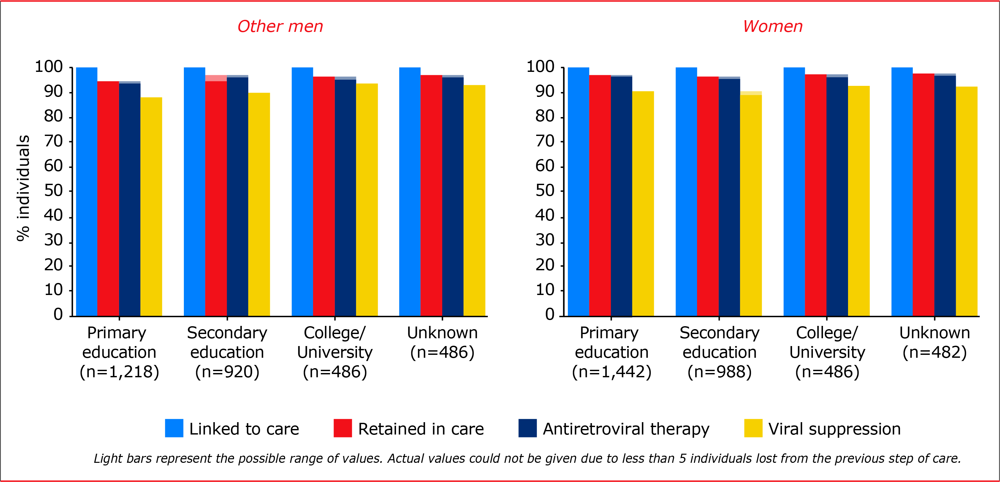 Other men
Women
% individuals
100
90
80
70
60
50
40
30
20
10
0
Primary
education
(n=1,218)
Secondary
education
(n=920)
College/
University
(n=486)
Unknown
(n=486)
100
90
80
70
60
50
40
30
20
10
0
Primary
education
(n=1,442)
Secondary
education
(n=988)
College/
University
(n=486)
Unknown
(n=482)
Linked to care
Retained in care
Antiretroviral therapy
Viral suppression
Light bars represent the possible range of values. Actual values could not be given due to less than 5 individuals lost from the previous step of care.